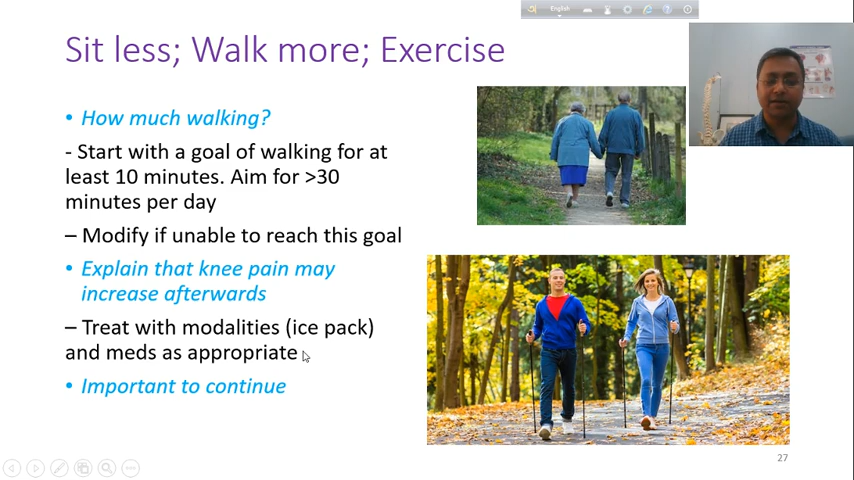 English
Sit less; Walk more; Exercise
• How much walking?
- Start with a goal of walking for at
least 10 minutes. Aim for >30
minutes per day
– Modify if unable to reach this goal
• Explain that knee pain may
increase afterwards
– Treat with modalities (ice pack)
and meds as appropriate
• Important to continue
27